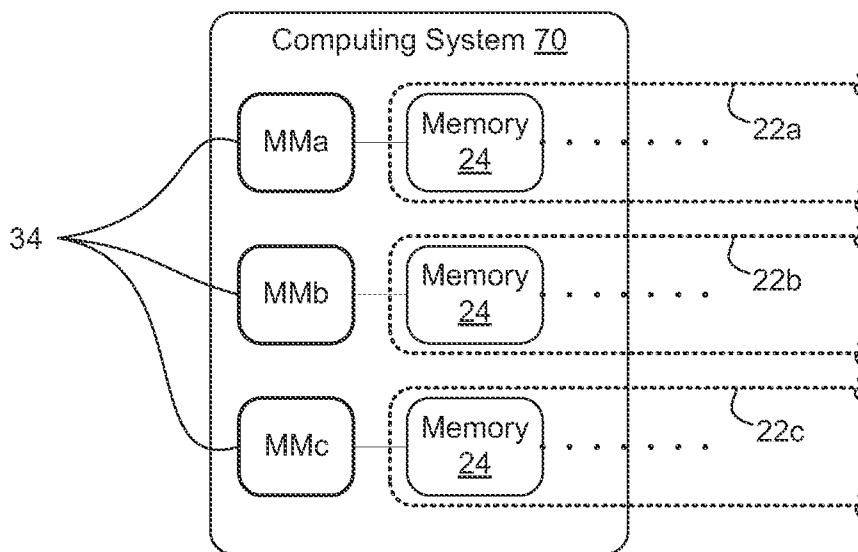 Computing System 70
MMa
Memory
24
22a
34
MMb
Memory
24
22b
MMc
Memory
24
22c